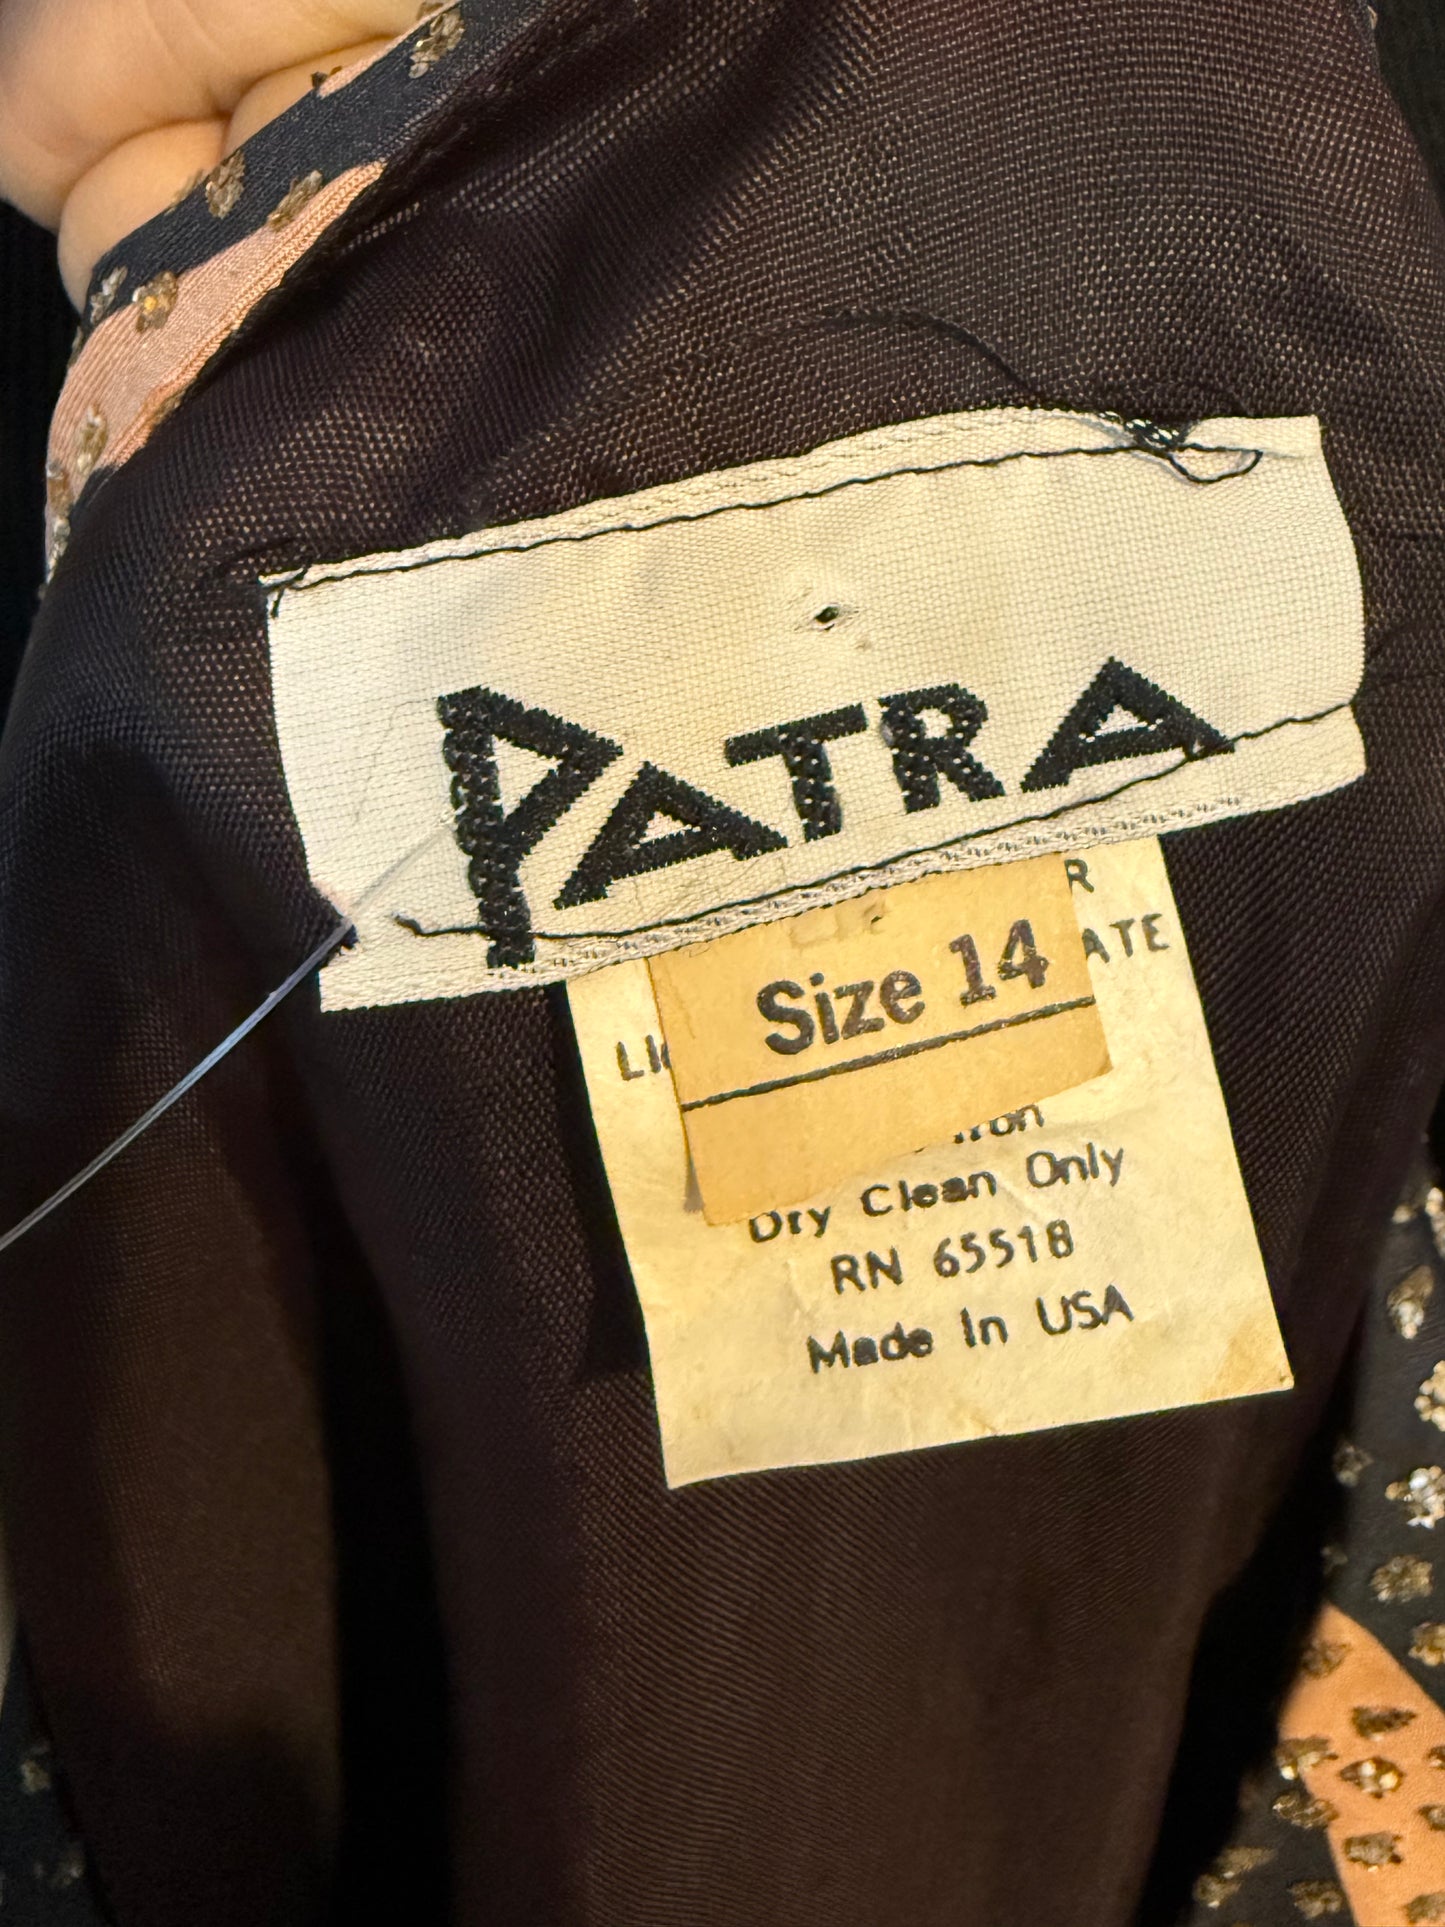 PATRA
Size 14
Dry Clean Only
RN 65518
Made In USA